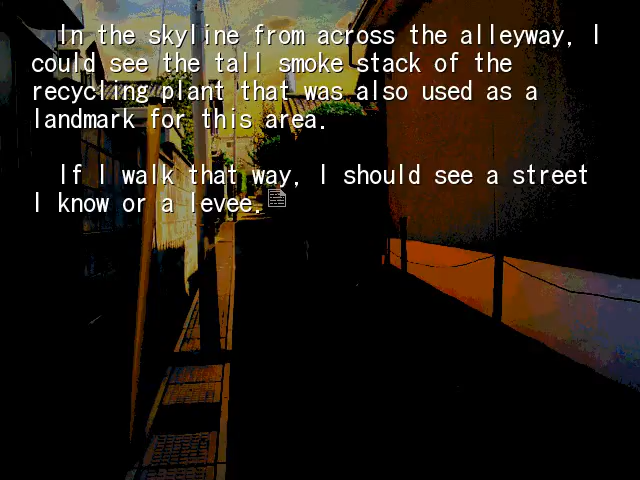 In the skyline from across the alleyway, I
could see the tall smoke stack of the
recycling plant that was also used as a
landmark for this area.
If I walk that way, I should see a street
I know or a levee.